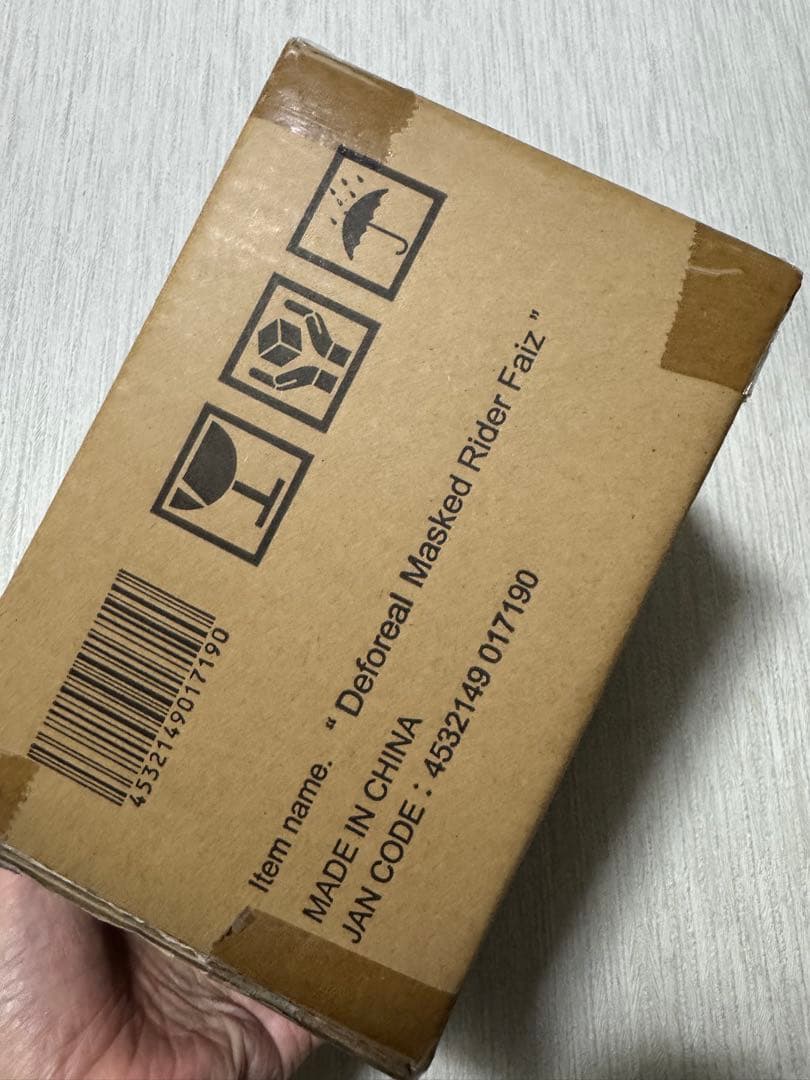 4532149017190
Item name. “ Deforeal Masked Rider Faiz ”
MADE IN CHINA
JAN CODE : 4532149 017190